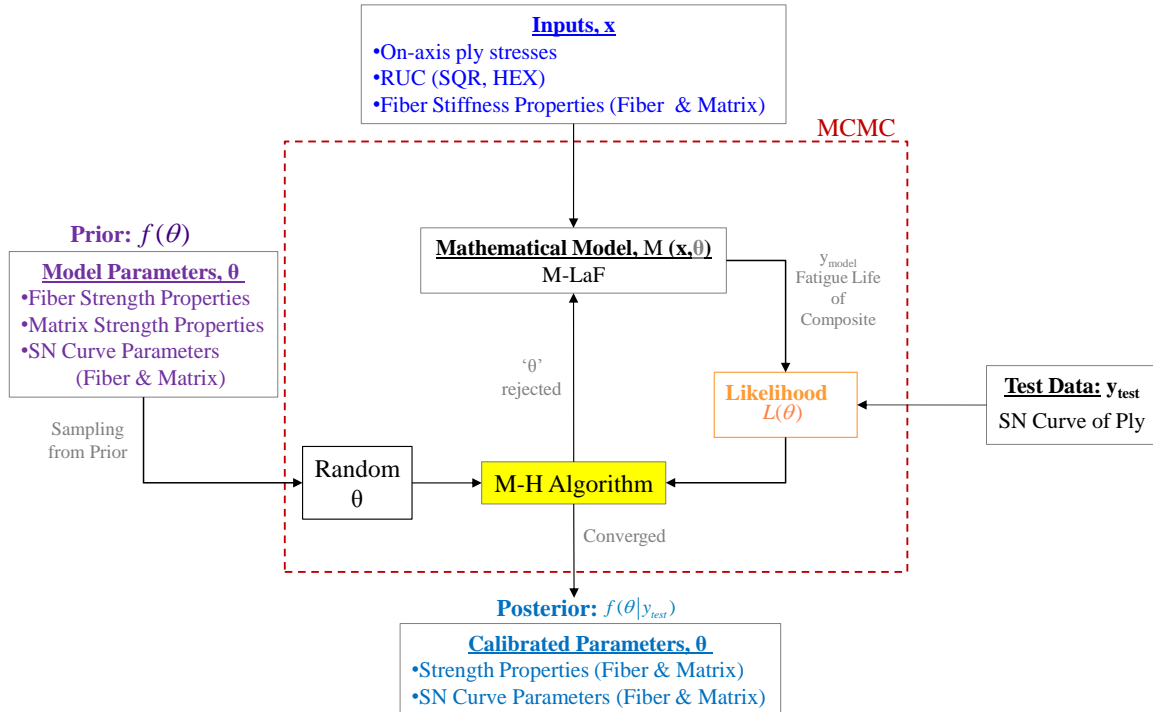 Inputs, x
•On-axis ply stresses
•RUC (SQR, HEX)
•Fiber Stiffness Properties (Fiber & Matrix)
MCMC
Prior: f(θ)
Model Parameters, θ
•Fiber Strength Properties
•Matrix Strength Properties
•SN Curve Parameters
(Fiber & Matrix)
Mathematical Model, M (x,θ)
M-LaF
y_model
Fatigue Life
of
Composite
‘θ’
rejected
Likelihood
L(θ)
Test Data: y_test
SN Curve of Ply
Sampling
from Prior
Random
θ
M-H Algorithm
Converged
Posterior: f(θ|y_test)
Calibrated Parameters, θ
•Strength Properties (Fiber & Matrix)
•SN Curve Parameters (Fiber & Matrix)